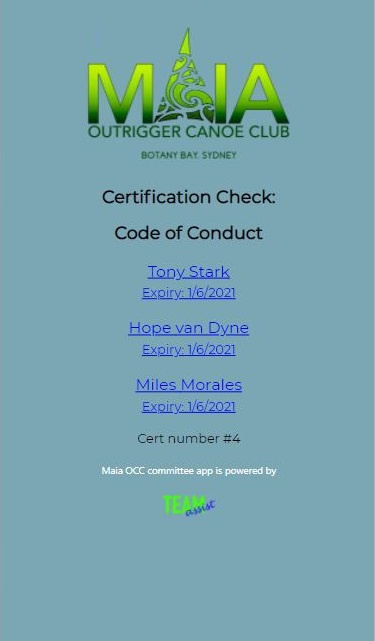 MAIA
OUTRIGGER CANOE CLUB
BOTANY BAY, SYDNEY
Certification Check:
Code of Conduct
Tony Stark
Expiry: 1/6/2021
Hope van Dyne
Expiry: 1/6/2021
Miles Morales
Expiry: 1/6/2021
Cert number #4
Maia OCC committee app is powered by
TEAM
assist